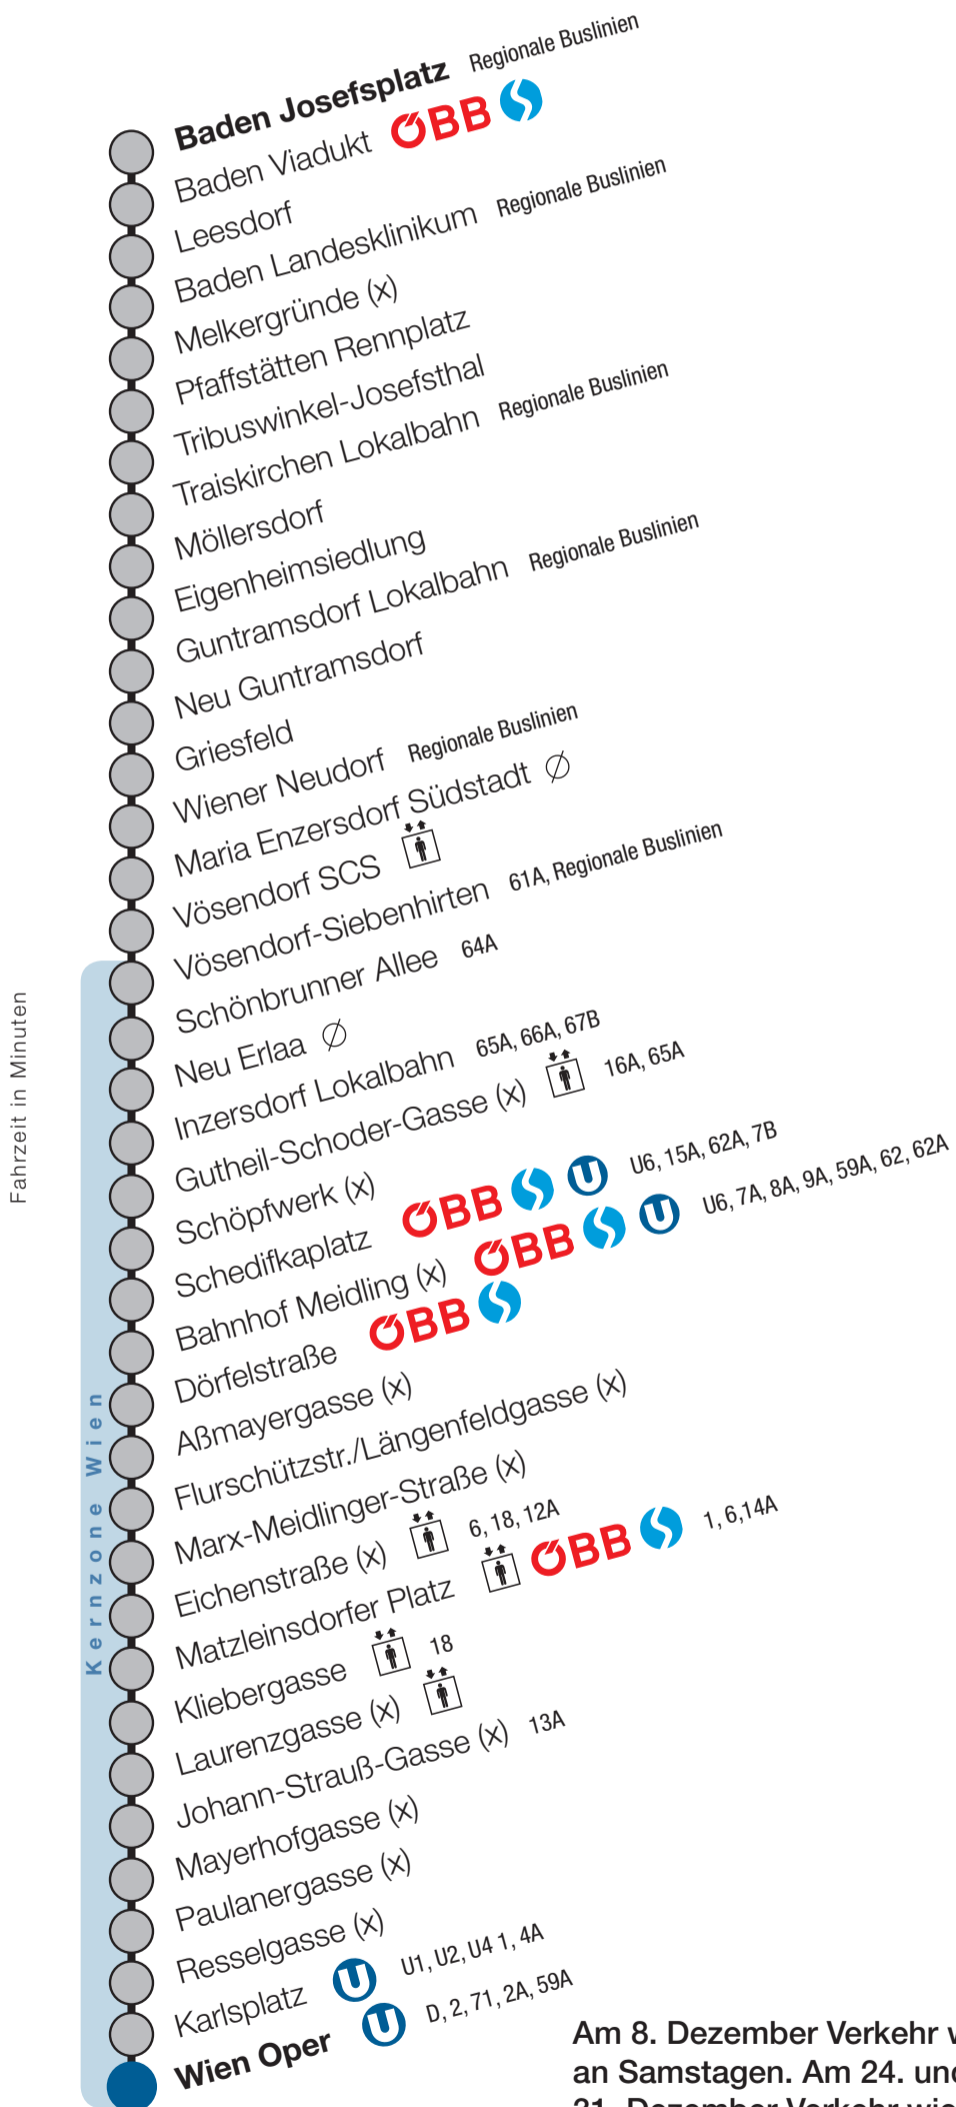 Baden Josefsplatz Regionale Buslinien
Baden Viadukt ÖBB
Leesdorf
Baden Landesklinikum Regionale Buslinien
Melkergründe (x)
Pfaffstätten Rennplatz
Tribuswinkel-Josefsthal
Traiskirchen Lokalbahn Regionale Buslinien
Möllersdorf
Eigenheimsiedlung
Guntramsdorf Lokalbahn Regionale Buslinien
Neu Guntramsdorf
Griesfeld
Wiener Neudorf Regionale Buslinien
Maria Enzersdorf Südstadt ∅
Vösendorf SCS
Vösendorf-Siebenhirten 61A, Regionale Buslinien
Schönbrunner Allee 64A
Neu Erlaa ∅
Inzersdorf Lokalbahn 65A, 66A, 67B
Gutheil-Schoder-Gasse (x) 16A, 65A
Schöpfwerk (x)
Schedifkaplatz ÖBB U U6, 15A, 62A, 7B
Bahnhof Meidling (x) ÖBB U U6, 7A, 8A, 9A, 59A, 62, 62A
Dörfelstraße ÖBB
Aßmayergasse (x)
Flurschützstr./Längenfeldgasse (x)
Marx-Meidlinger-Straße (x)
Eichenstraße (x) 6, 18, 12A
Matzleinsdorfer Platz ÖBB 1, 6,14A
Kliebergasse 18
Laurenzgasse (x)
Johann-Strauß-Gasse (x) 13A
Mayerhofgasse (x)
Paulanergasse (x)
Resselgasse (x)
Karlsplatz U U1, U2, U4 1, 4A
Wien Oper U D, 2, 71, 2A, 59A
Fahrzeit in Minuten
Kernzone Wien
Am 8. Dezember Verkehr
an Samstagen. Am 24. und
31. Dezember Verkehr wie